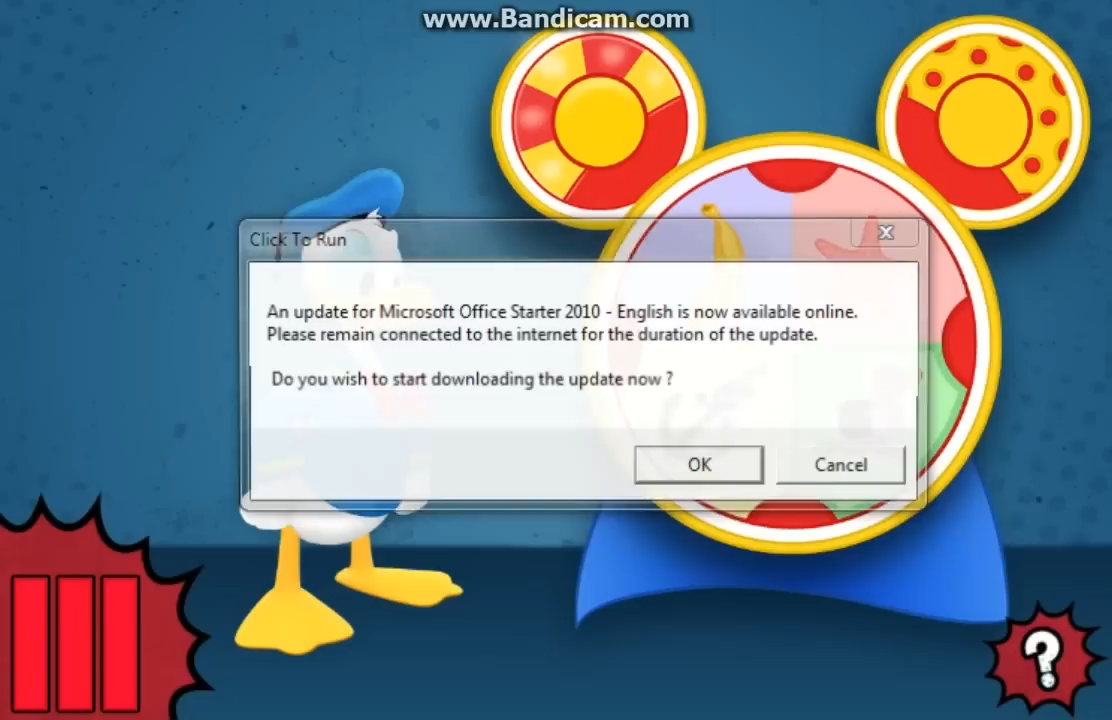 www.Bandicam.com
Click To Run
An update for Microsoft Office Starter 2010 - English is now available online.
Please remain connected to the internet for the duration of the update.
Do you wish to start downloading the update now ?
OK
Cancel
?